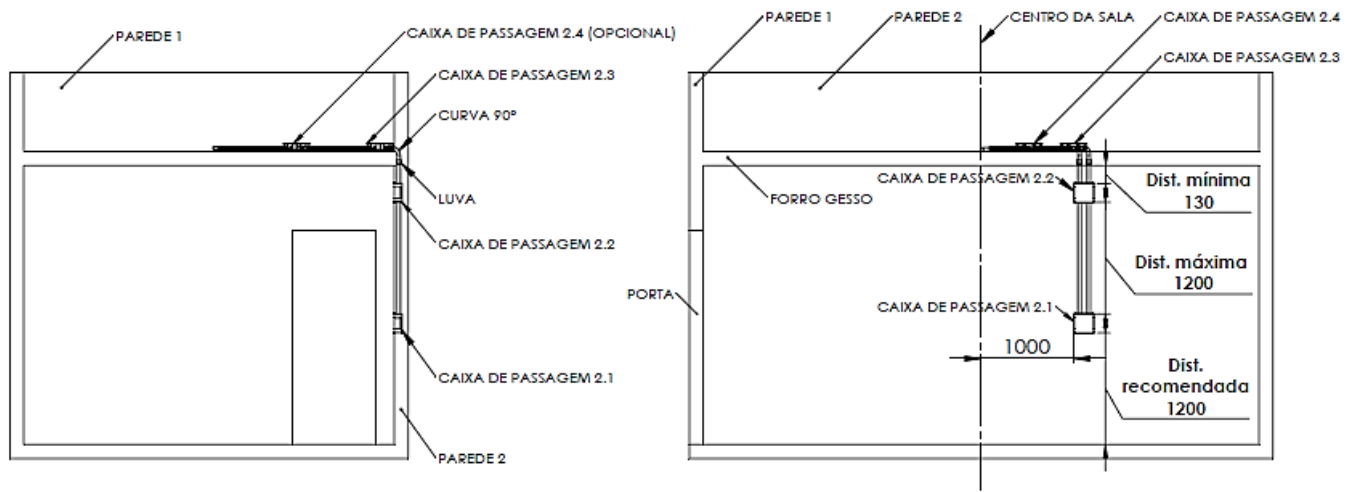 PAREDE 1
CAIXA DE PASSAGEM 2.4 (OPCIONAL)
CAIXA DE PASSAGEM 2.3
CURVA 90º
LUVA
CAIXA DE PASSAGEM 2.2
CAIXA DE PASSAGEM 2.1
PAREDE 2
PAREDE 1
PAREDE 2
CENTRO DA SALA
CAIXA DE PASSAGEM 2.4
CAIXA DE PASSAGEM 2.3
CAIXA DE PASSAGEM 2.2
FORRO GESSO
Dist. mínima
130
Dist. máxima
1200
PORTA
CAIXA DE PASSAGEM 2.1
1000
Dist.
recomendada
1200